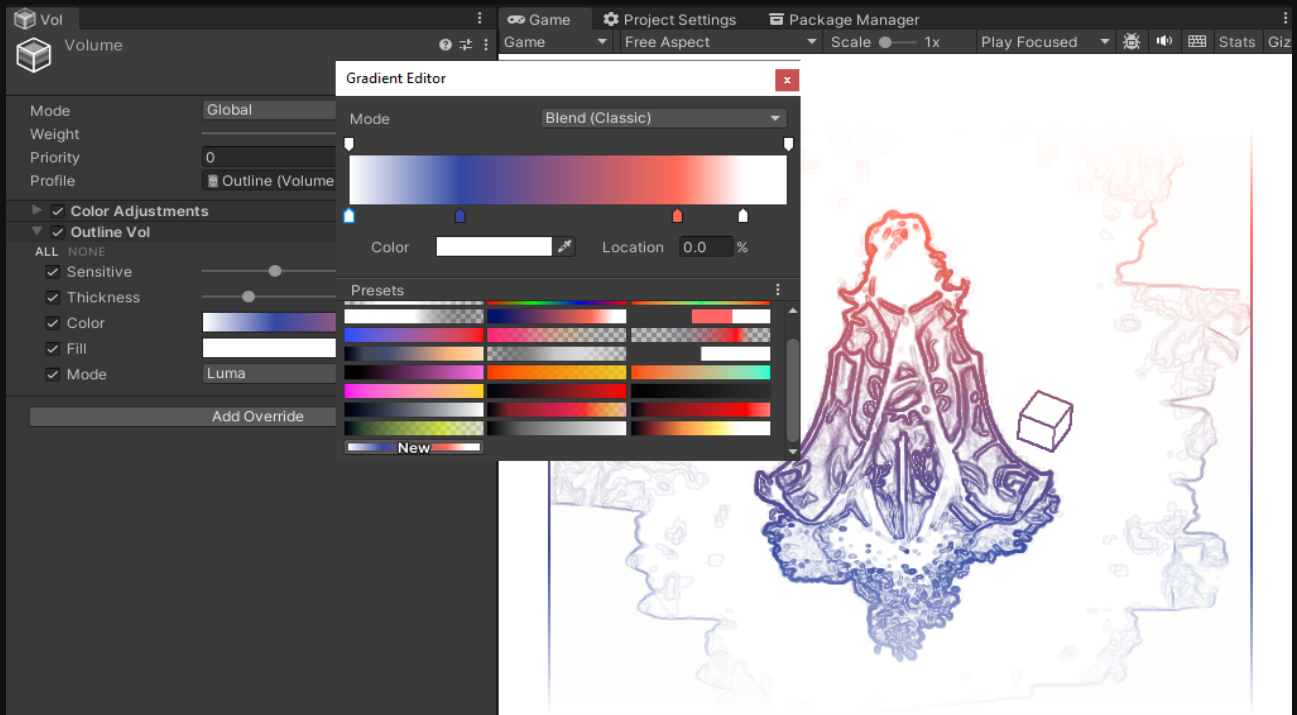 Vol
Game
Project Settings
Package Manager
Volume
Game
Free Aspect
Scale
1x
Play Focused
Stats
Giz
Gradient Editor
x
Mode
Global
Weight
Priority
0
Profile
Outline (Volume
Mode
Blend (Classic)
Color Adjustments
Outline Vol
ALL NONE
Sensitive
Thickness
Color
Fill
Mode
Luma
Add Override
Color
Location
0.0
%
Presets
New